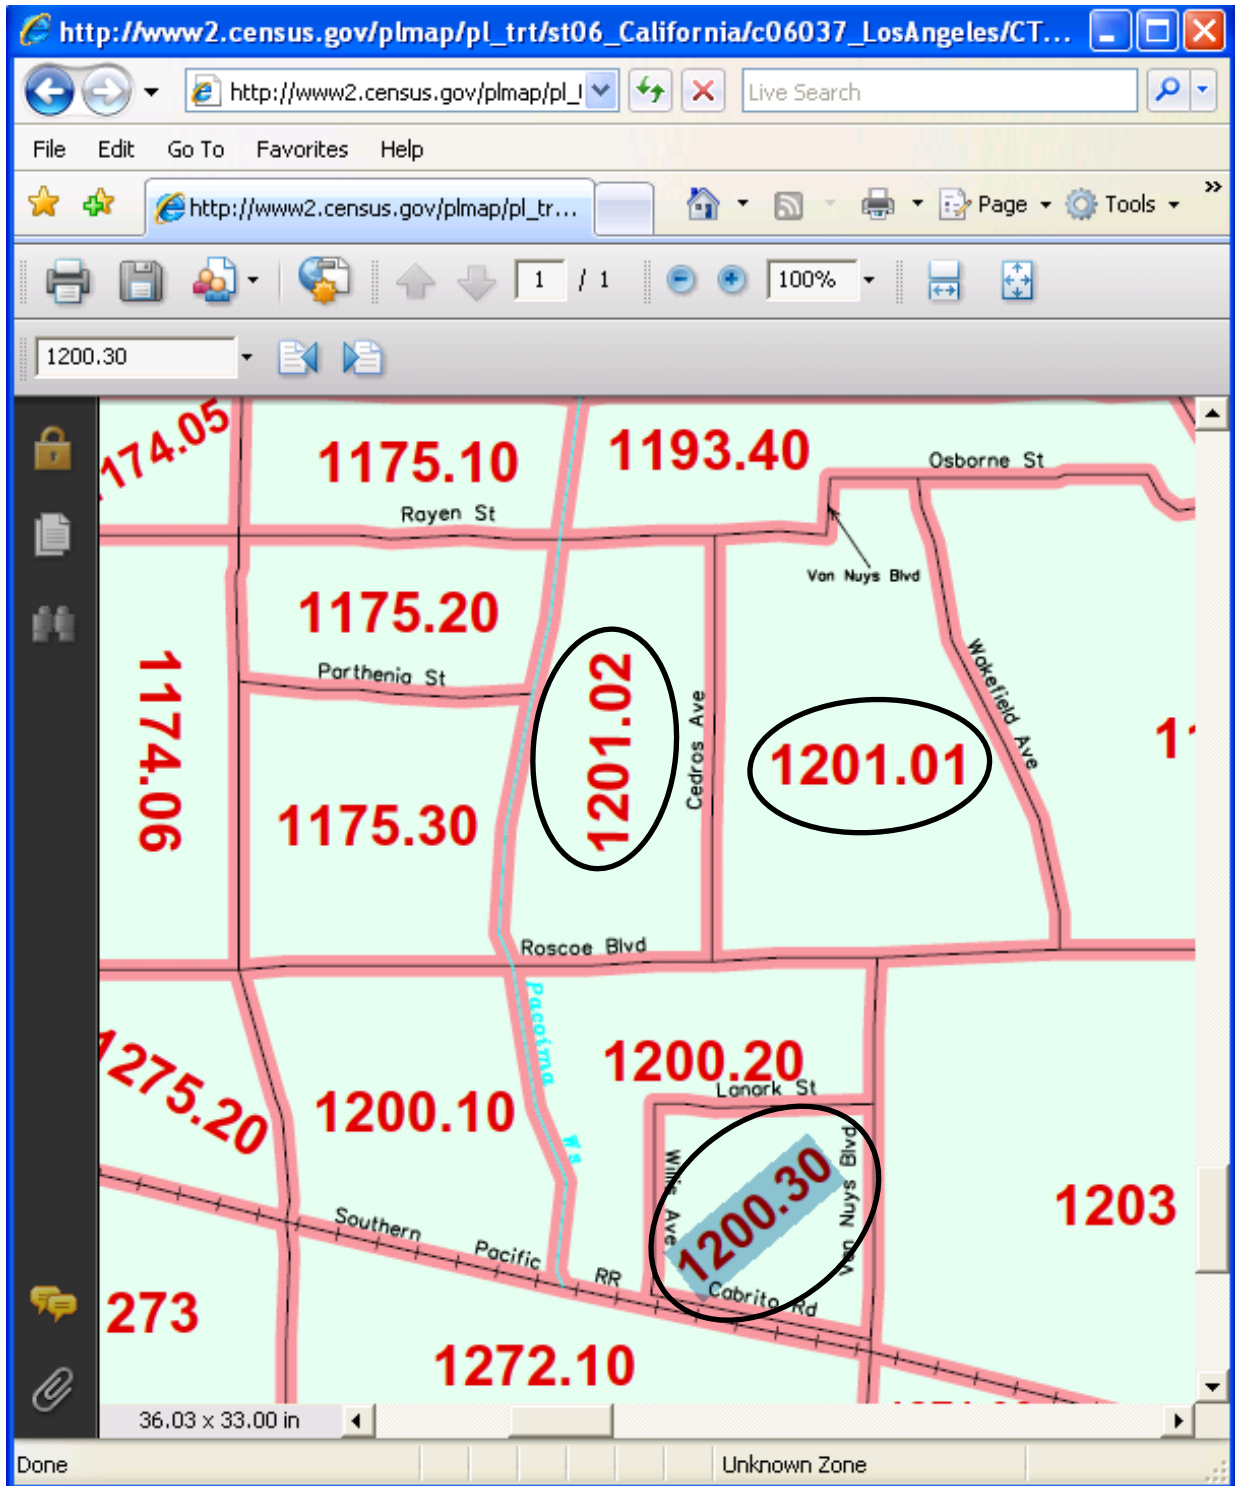 http://www2.census.gov/plmap/pl_trt/st06_California/c06037_LosAngeles/CT...
http://www2.census.gov/plmap/pl_
Live Search
File Edit Go To Favorites Help
http://www2.census.gov/plmap/pl_tr...
Page
Tools
»
1 / 1
100%
1200.30
1174.05
1175.10
1193.40
Osborne St
Rayen St
Van Nuys Blvd
1175.20
Parthenia St
1174.06
1201.02
Cedros Ave
Wakefield Ave
1201.01
1175.30
Roscoe Blvd
Pacoima Ws
1275.20
1200.10
1200.20
Lanark St
Willis Ave
1200.30
Van Nuys Blvd
1203
Southern Pacific RR
Cabrito Rd
273
1272.10
36.03 x 33.00 in
Done
Unknown Zone